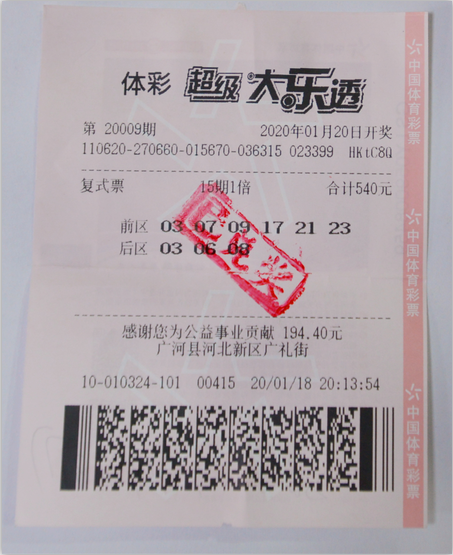 体彩 超级大乐透
第 20009期 2020年01月20日开奖
110620-270660-015670-036315 023399 HKtC8Q
复式票 15期1倍 合计540元
前区 03 07 09 17 21 23
后区 03 06 08
已兑奖
感谢您为公益事业贡献 194.40元
广河县河北新区广礼街
10-010324-101 00415 20/01/18 20:13:54
中国体育彩票
中国体育彩票
中国体育彩票